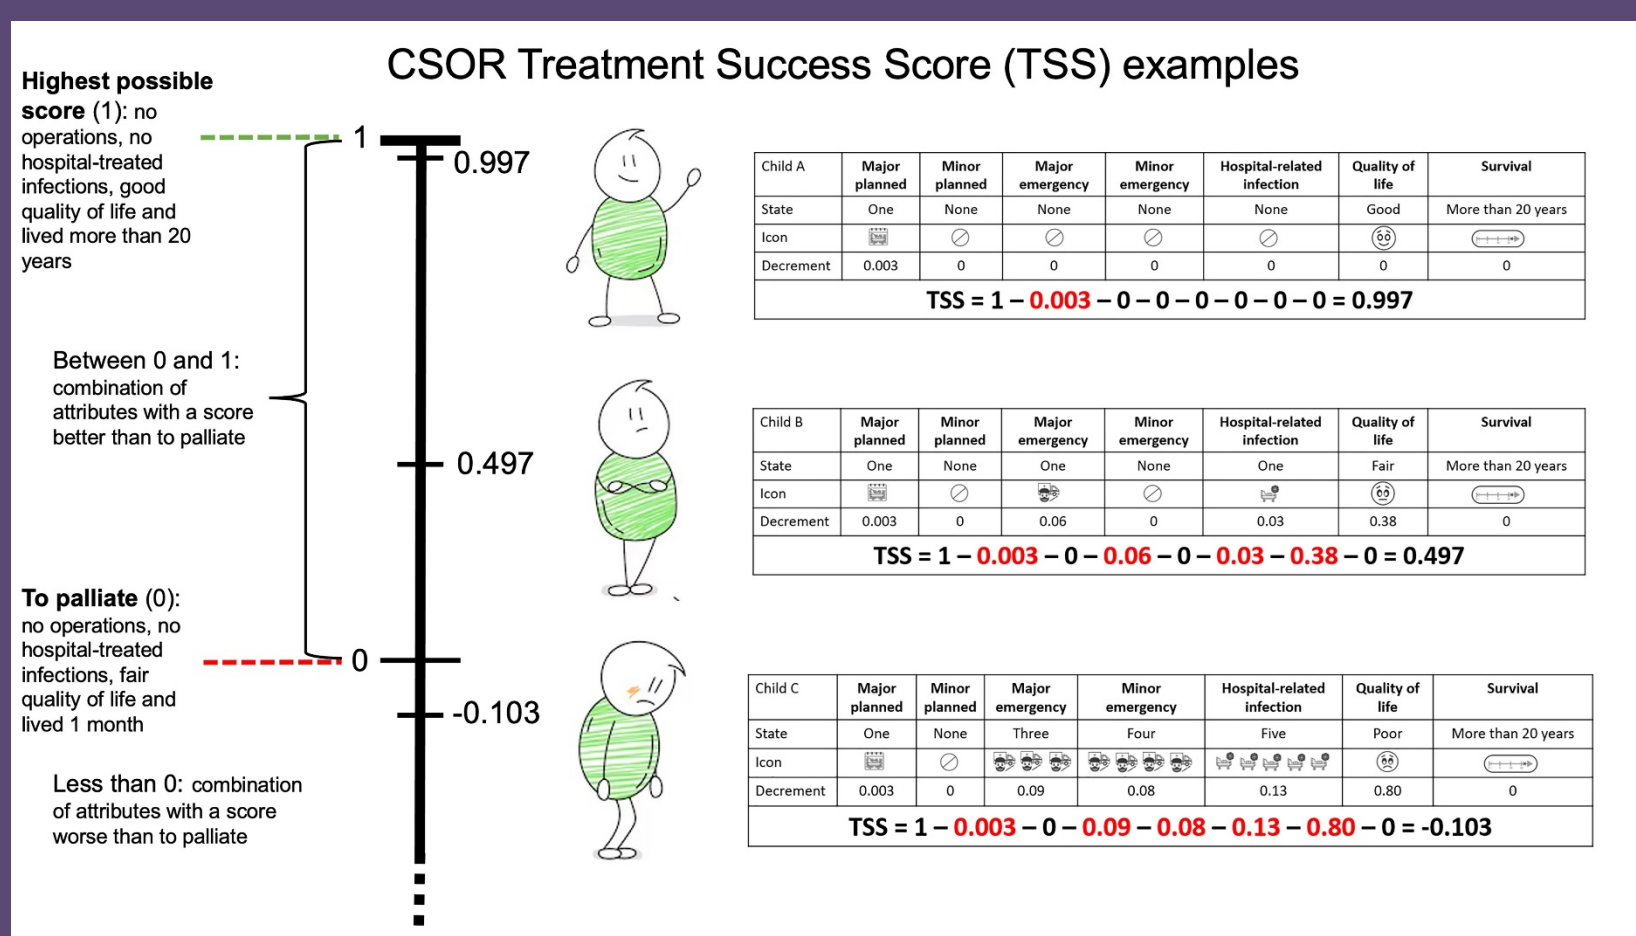 CSOR Treatment Success Score (TSS) examples
Highest possible
score (1): no
operations, no
hospital-treated
infections, good
quality of life and
lived more than 20
years
1
0.997
Between 0 and 1:
combination of
attributes with a score
better than to palliate
0.497
To palliate (0):
no operations, no
hospital-treated
infections, fair
quality of life and
lived 1 month
0
-0.103
Less than 0: combination
of attributes with a score
worse than to palliate
Child A Major planned Minor planned Major emergency Minor emergency Hospital-related infection Quality of life Survival
State One None None None None Good More than 20 years
Icon
Decrement 0.003 0 0 0 0 0 0
TSS = 1 – 0.003 – 0 – 0 – 0 – 0 – 0 – 0 = 0.997
Child B Major planned Minor planned Major emergency Minor emergency Hospital-related infection Quality of life Survival
State One None One None One Fair More than 20 years
Icon
Decrement 0.003 0 0.06 0 0.03 0.38 0
TSS = 1 – 0.003 – 0 – 0.06 – 0 – 0.03 – 0.38 – 0 = 0.497
Child C Major planned Minor planned Major emergency Minor emergency Hospital-related infection Quality of life Survival
State One None Three Four Five Poor More than 20 years
Icon
Decrement 0.003 0 0.09 0.08 0.13 0.80 0
TSS = 1 – 0.003 – 0 – 0.09 – 0.08 – 0.13 – 0.80 – 0 = -0.103